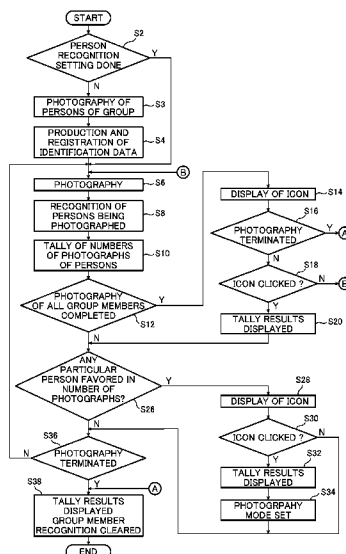 START
S2
PERSON
RECOGNITION
SETTING DONE
Y
N
PHOTOGRAPHY OF
PERSONS OF GROUP
S3
PRODUCTION AND
REGISTRATION OF
IDENTIFICATION DATA
S4
B
PHOTOGRAPHY
S6
RECOGNITION OF
PERSONS BEING
PHOTOGRAPHED
S8
TALLY OF NUMBERS
OF PHOTOGRAPHS
OF PERSONS
S10
PHOTOGRAPHY
OF ALL GROUP MEMBERS
COMPLETED
Y
S12
N
DISPLAY OF ICON
S14
S16
PHOTOGRAPHY
TERMINATED
Y
A
N
S18
ICON CLICKED ?
N
Y
TALLY RESULTS
DISPLAYED
S20
ANY
PARTICULAR
PERSON FAVORED IN
NUMBER OF
PHOTOGRAPHS?
Y
S26
N
DISPLAY OF ICON
S28
S30
ICON CLICKED ?
N
Y
S32
TALLY RESULTS
DISPLAYED
S34
PHOTOGRPAHY
MODE SET
S36
PHOTOGRAPHY
TERMINATED
N
Y
A
S38
TALLY RESULTS
DISPLAYED
GROUP MEMBER
RECOGNITION CLEARED
END